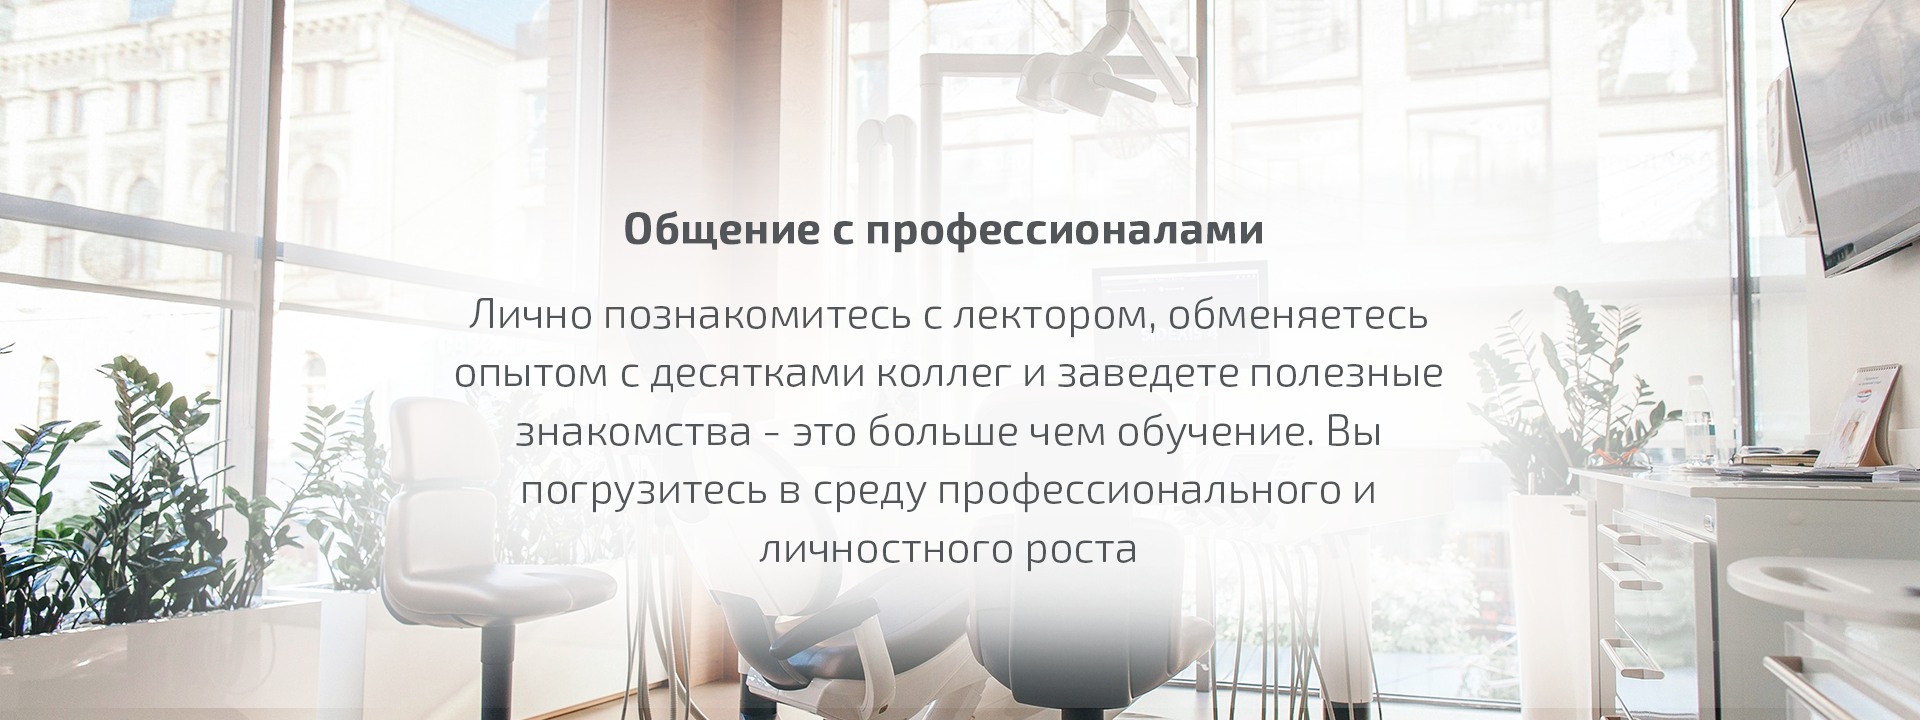 Общение с профессионалами
Лично познакомитесь с лектором, обменяетесь
опытом с десятками коллег и заведете полезные
знакомства - это больше чем обучение. Вы
погрузитесь в среду профессионального и
личностного роста